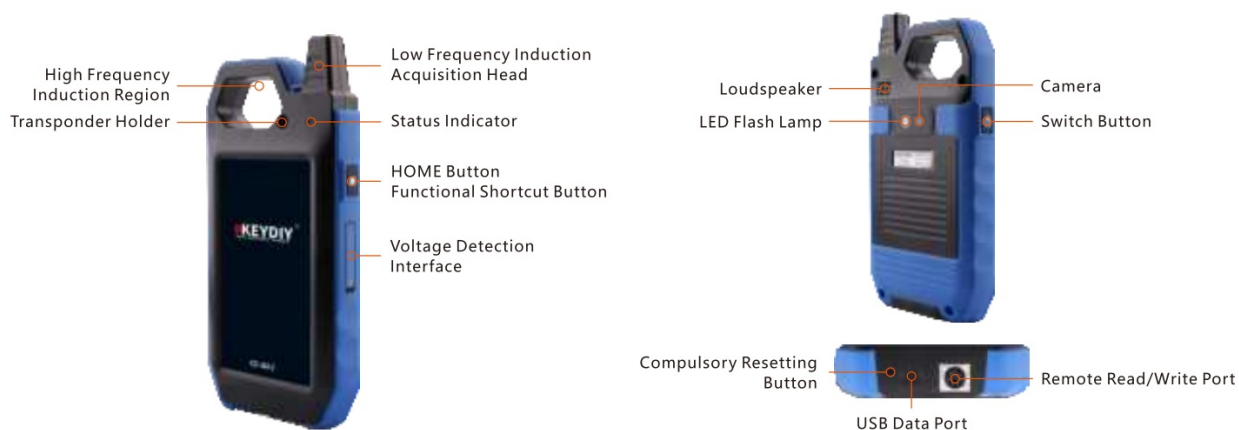 High Frequency
Induction Region
Transponder Holder
Low Frequency Induction
Acquisition Head
Status Indicator
HOME Button
Functional Shortcut Button
Voltage Detection
Interface
KEYDIY
Loudspeaker
LED Flash Lamp
Camera
Switch Button
Compulsory Resetting
Button
USB Data Port
Remote Read/Write Port